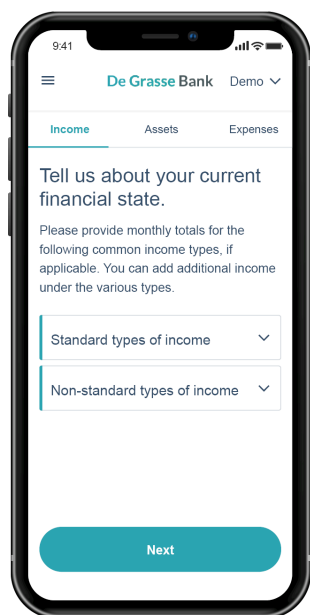 9:41
De Grasse Bank Demo
Income Assets Expenses
Tell us about your current
financial state.
Please provide monthly totals for the
following common income types, if
applicable. You can add additional income
under the various types.
Standard types of income
Non-standard types of income
Next